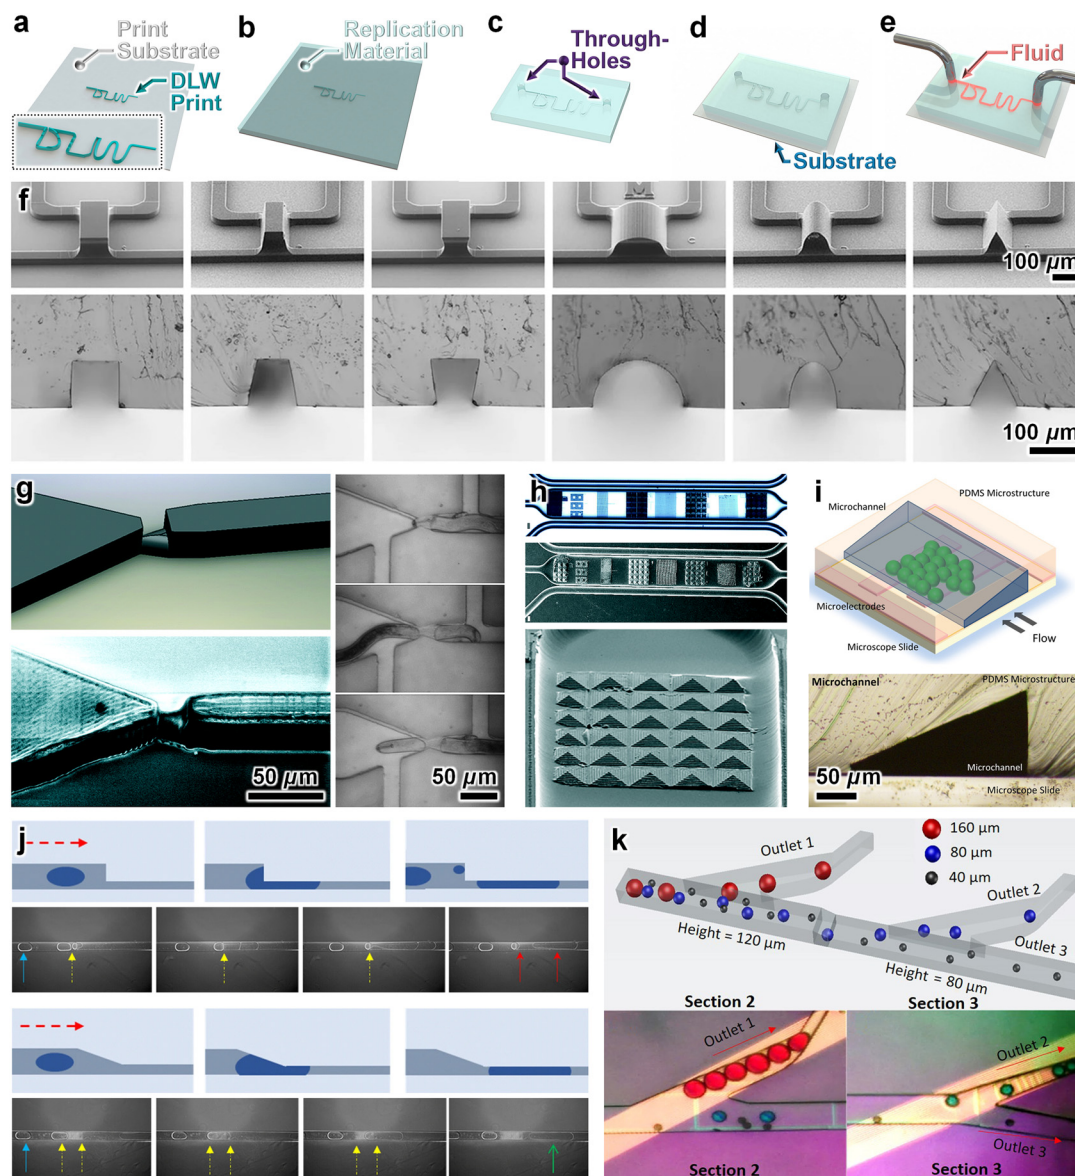 a
Print
Substrate
DLW
Print
b
Replication
Material
c
Through-
Holes
d
Substrate
e
Fluid
f
100 µm
100 µm
g
50 µm
50 µm
h
i
PDMS Microstructure
Microchannel
Microelectrodes
Microscope Slide
Flow
Microchannel
PDMS Microstructure
Microchannel
50 µm
Microscope Slide
j
k
160 µm
80 µm
40 µm
Outlet 1
Outlet 2
Outlet 3
Height = 120 µm
Height = 80 µm
Section 2
Section 3
Outlet 1
Outlet 2
Outlet 3
Section 2
Section 3